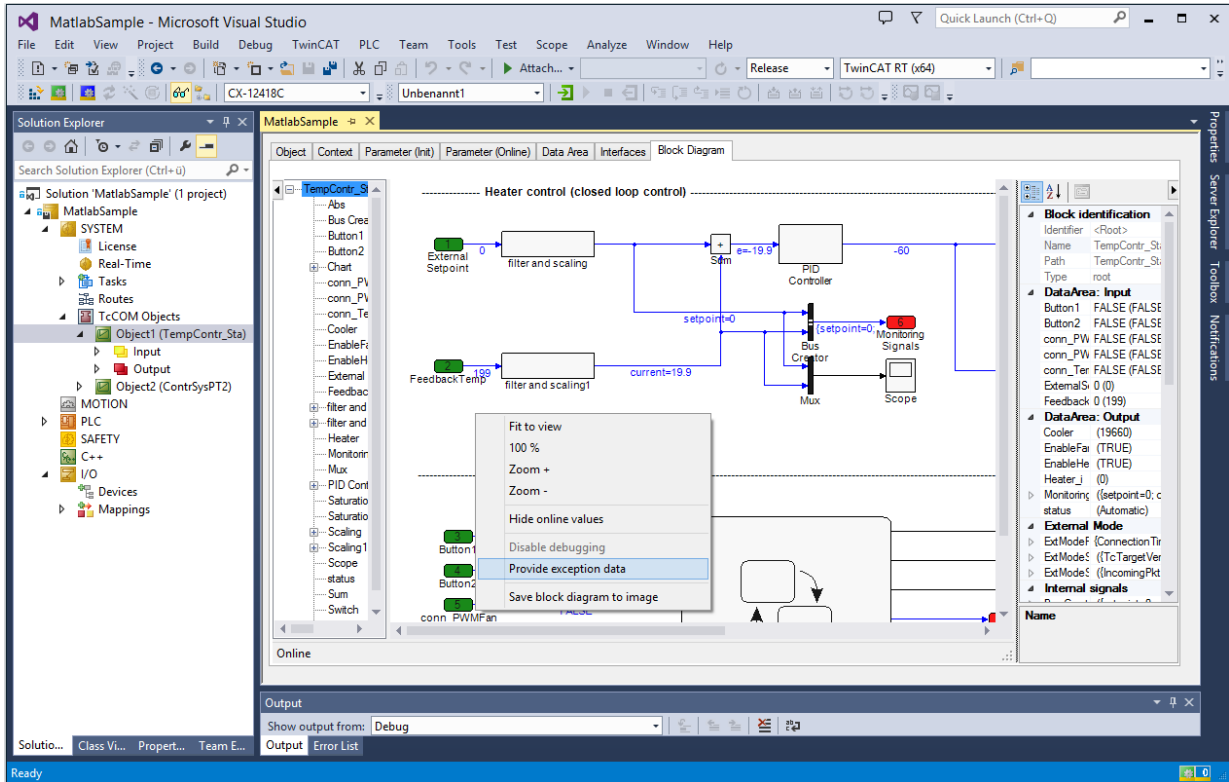 MatlabSample - Microsoft Visual Studio
Quick Launch (Ctrl+Q)
File Edit View Project Build Debug TwinCAT PLC Team Tools Test Scope Analyze Window Help
Attach... Release TwinCAT RT (x64)
CX-12418C Unbenannt1
Solution Explorer
Search Solution Explorer (Ctrl+ü)
Solution 'MatlabSample' (1 project)
MatlabSample
SYSTEM
License
Real-Time
Tasks
Routes
TcCOM Objects
Object1 (TempContr_Sta)
Input
Output
Object2 (ContrSysPT2)
MOTION
PLC
SAFETY
C++
I/O
Devices
Mappings
Solutio... Class Vi... Propert... Team E...
MatlabSample
Object Context Parameter (Init) Parameter (Online) Data Area Interfaces Block Diagram
TempContr_St
Abs
Bus Crea
Button1
Button2
Chart
conn_PV
conn_PV
conn_Te
Cooler
EnableFa
EnableH
External
Feedbac
filter and
filter and
Heater
Monitorin
Mux
PID Cont
Saturatio
Saturatio
Scaling
Scaling1
Scope
status
Sum
Switch
Heater control (closed loop control)
1
External
Setpoint
0
filter and scaling
+
Sum
e=-19.9
PID
Controller
-60
setpoint=0
{setpoint=0;
6
Monitoring
Signals
Bus
Creator
2
FeedbackTemp
199
filter and scaling1
current=19.9
Mux
Scope
Fit to view
100 %
Zoom +
Zoom -
Hide online values
Disable debugging
Provide exception data
Save block diagram to image
3
Button1
4
Button2
5
conn_PWMFan
FALSE
Online
Block identification
Identifier <Root>
Name TempContr_St
Path TempContr_St
Type root
DataArea: Input
Button1 FALSE (FALSE
Button2 FALSE (FALSE
conn_PW FALSE (FALSE
conn_PW FALSE (FALSE
conn_Ter FALSE (FALSE
ExternalS 0 (0)
Feedback 0 (199)
DataArea: Output
Cooler (19660)
EnableFa (TRUE)
EnableHe (TRUE)
Heater_i (0)
Monitoring ({setpoint=0; c
status (Automatic)
External Mode
ExtModeF {ConnectionTir
ExtModeS ({TcTargetVer
ExtModeS ({IncomingPkt
Internal signals
Name
Properties
Server Explorer
Toolbox
Notifications
Output
Show output from: Debug
Output Error List
Ready
0